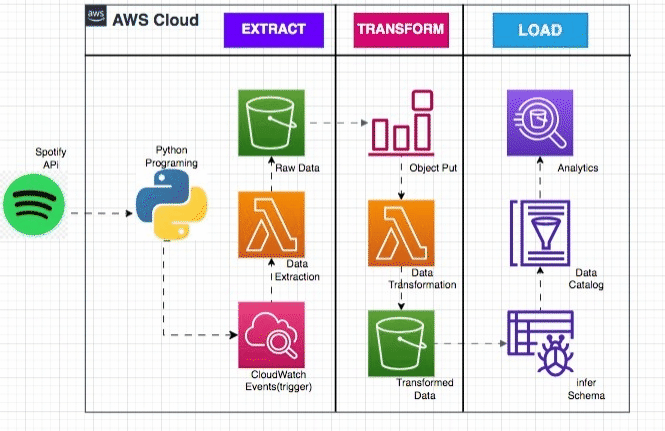 aws
AWS Cloud
EXTRACT
TRANSFORM
LOAD
Spotify
APi
Python
Programing
Raw Data
Object Put
Analytics
Data
Extraction
Data
Transformation
Data
Catalog
CloudWatch
Events(trigger)
Transformed
Data
infer
Schema